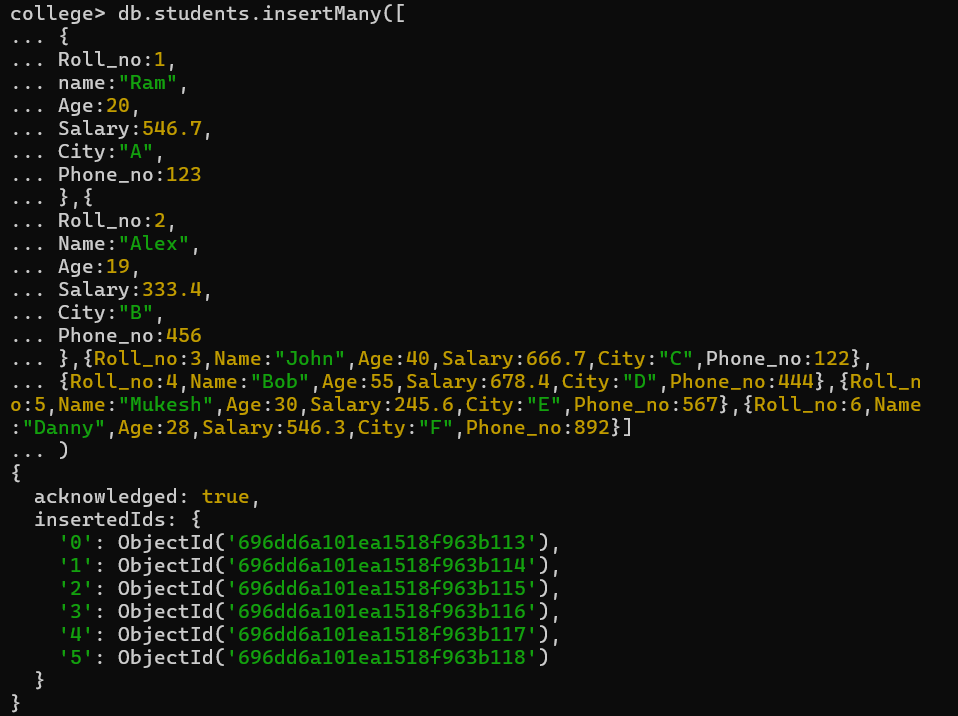 college> db.students.insertMany([
... {
... Roll_no:1,
... name:"Ram",
... Age:20,
... Salary:546.7,
... City:"A",
... Phone_no:123
... },{
... Roll_no:2,
... Name:"Alex",
... Age:19,
... Salary:333.4,
... City:"B",
... Phone_no:456
... },{Roll_no:3,Name:"John",Age:40,Salary:666.7,City:"C",Phone_no:122},
... {Roll_no:4,Name:"Bob",Age:55,Salary:678.4,City:"D",Phone_no:444},{Roll_n
o:5,Name:"Mukesh",Age:30,Salary:245.6,City:"E",Phone_no:567},{Roll_no:6,Name
:"Danny",Age:28,Salary:546.3,City:"F",Phone_no:892}]
... )
{
  acknowledged: true,
  insertedIds: {
    '0': ObjectId('696dd6a101ea1518f963b113'),
    '1': ObjectId('696dd6a101ea1518f963b114'),
    '2': ObjectId('696dd6a101ea1518f963b115'),
    '3': ObjectId('696dd6a101ea1518f963b116'),
    '4': ObjectId('696dd6a101ea1518f963b117'),
    '5': ObjectId('696dd6a101ea1518f963b118')
  }
}